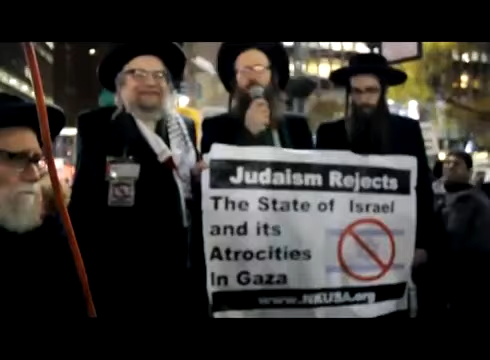 Judaism Rejects
The State of Israel
and its
Atrocities
In Gaza
www.NKUSA.org